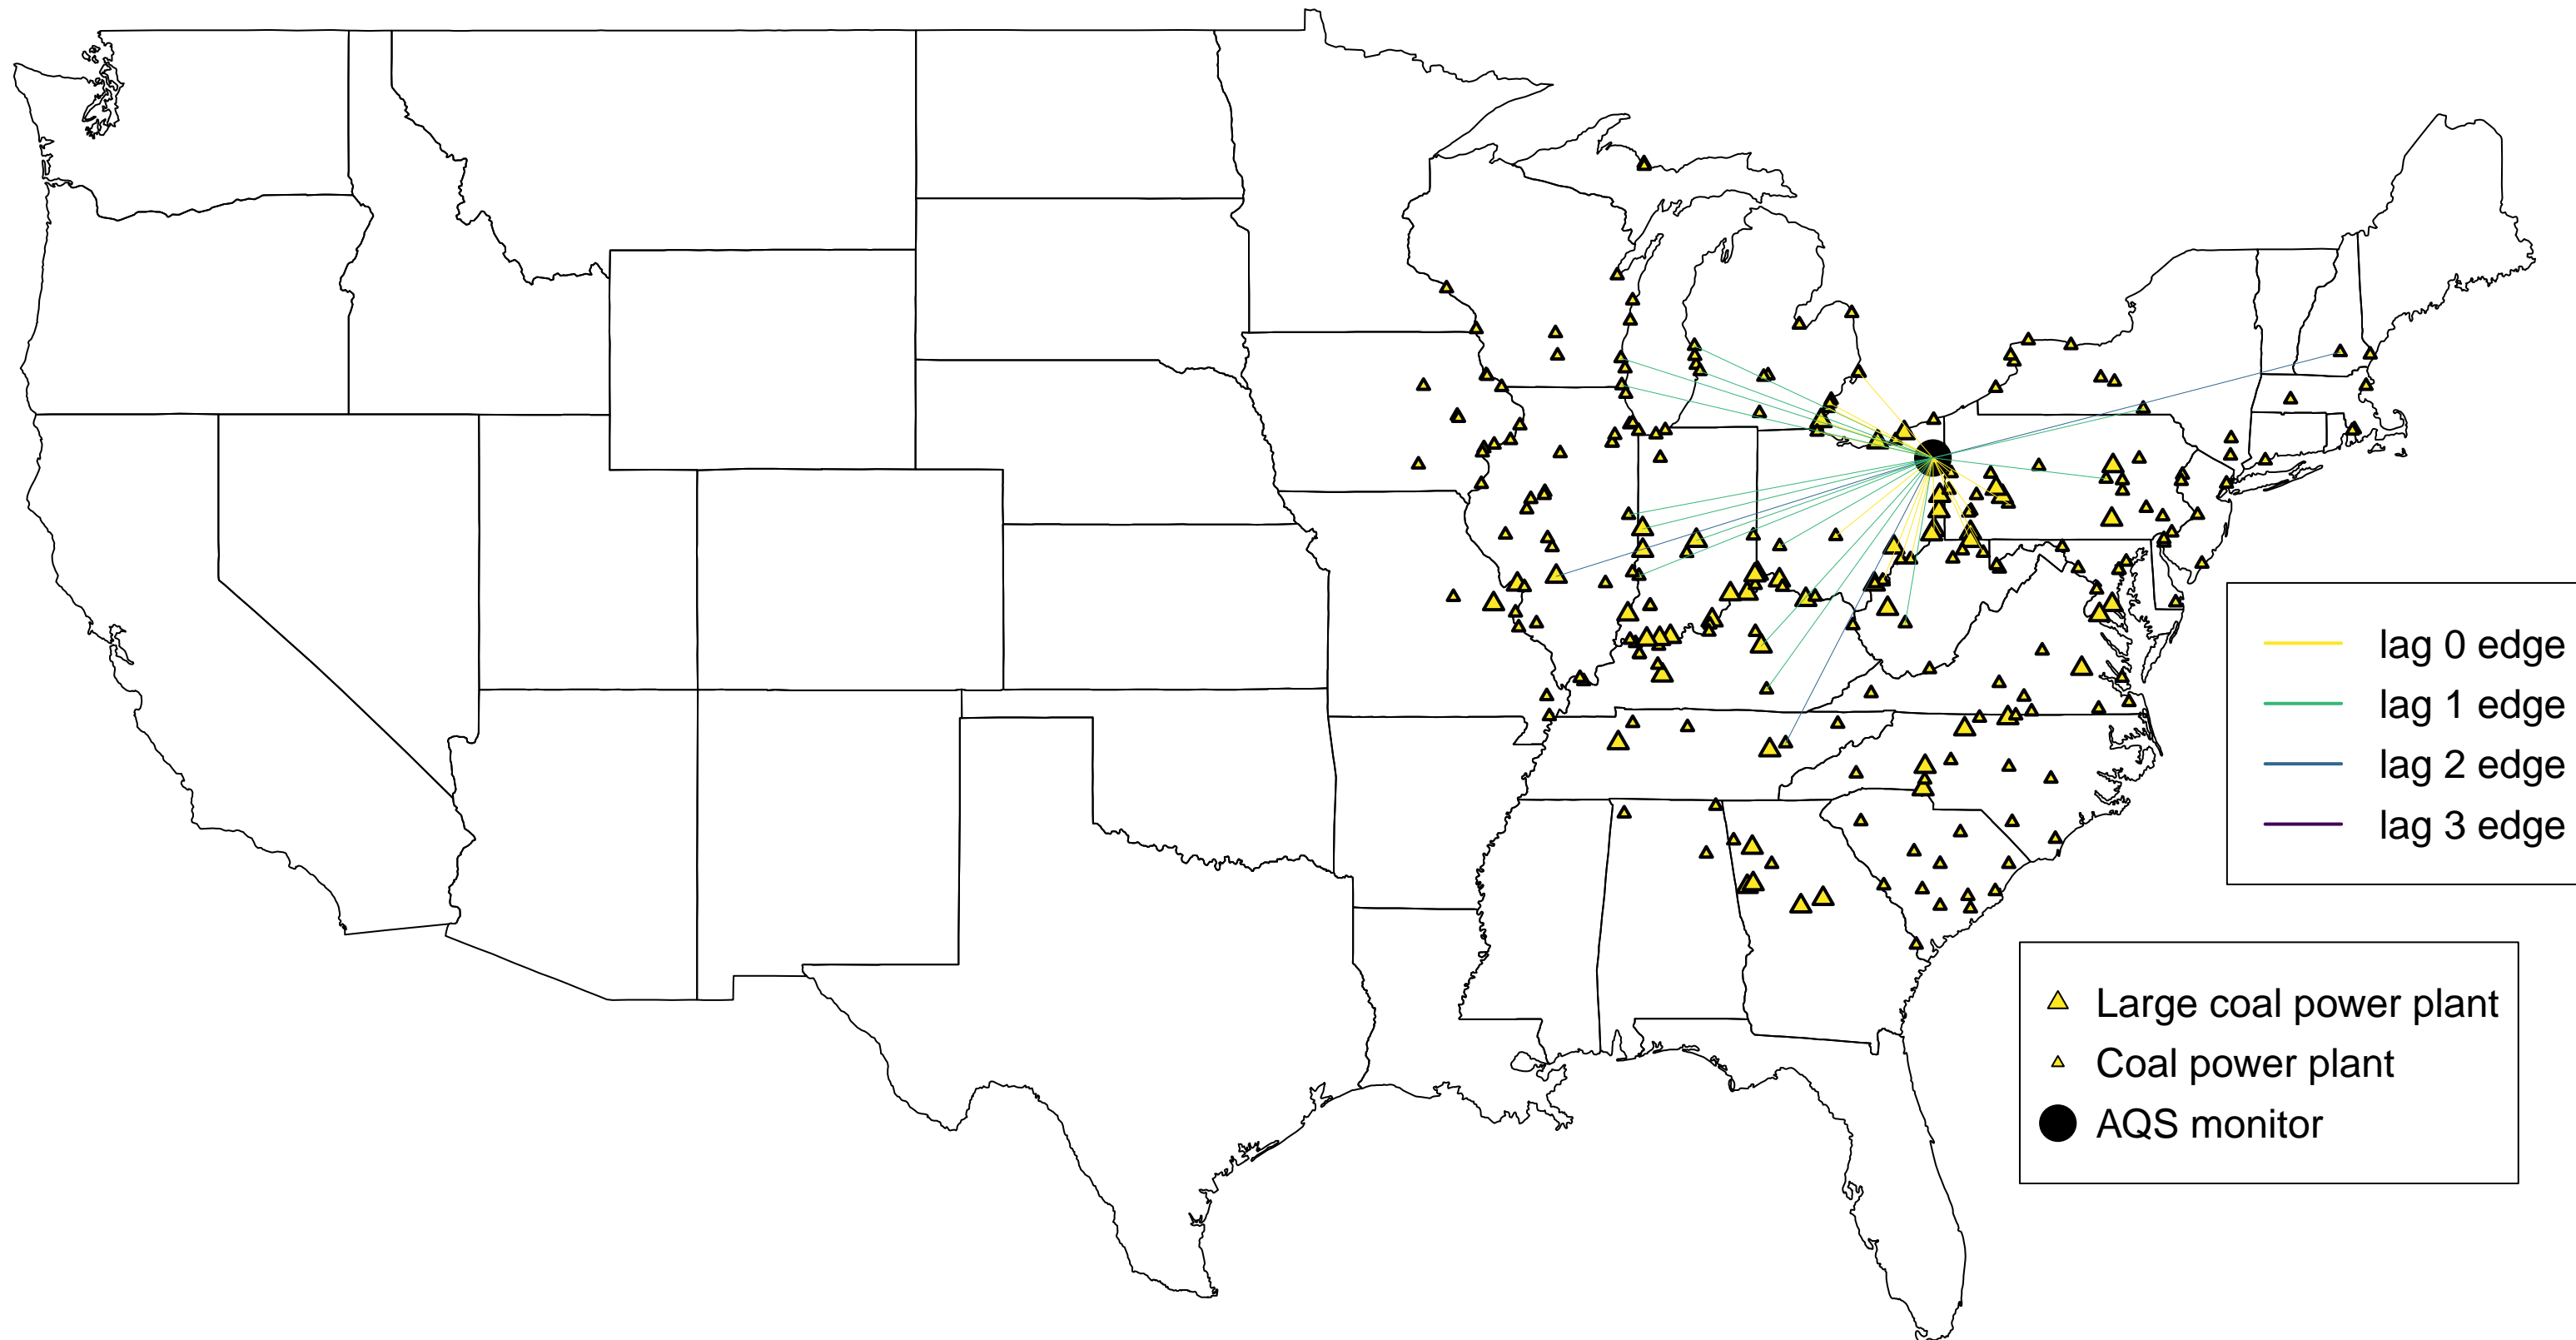 lag 0 edge
lag 1 edge
lag 2 edge
lag 3 edge
Large coal power plant
Coal power plant
AQS monitor